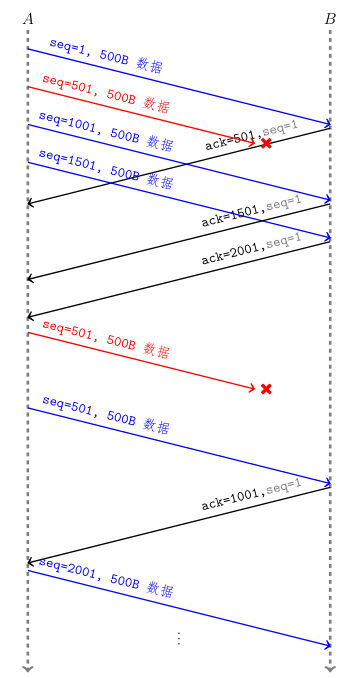 A
B
seq=1, 500B 数据
seq=501, 500B 数据
seq=1001, 500B 数据
ack=501,seq=1
seq=1501, 500B 数据
ack=1501,seq=1
ack=2001,seq=1
seq=501, 500B 数据
seq=501, 500B 数据
ack=1001,seq=1
seq=2001, 500B 数据
⋮